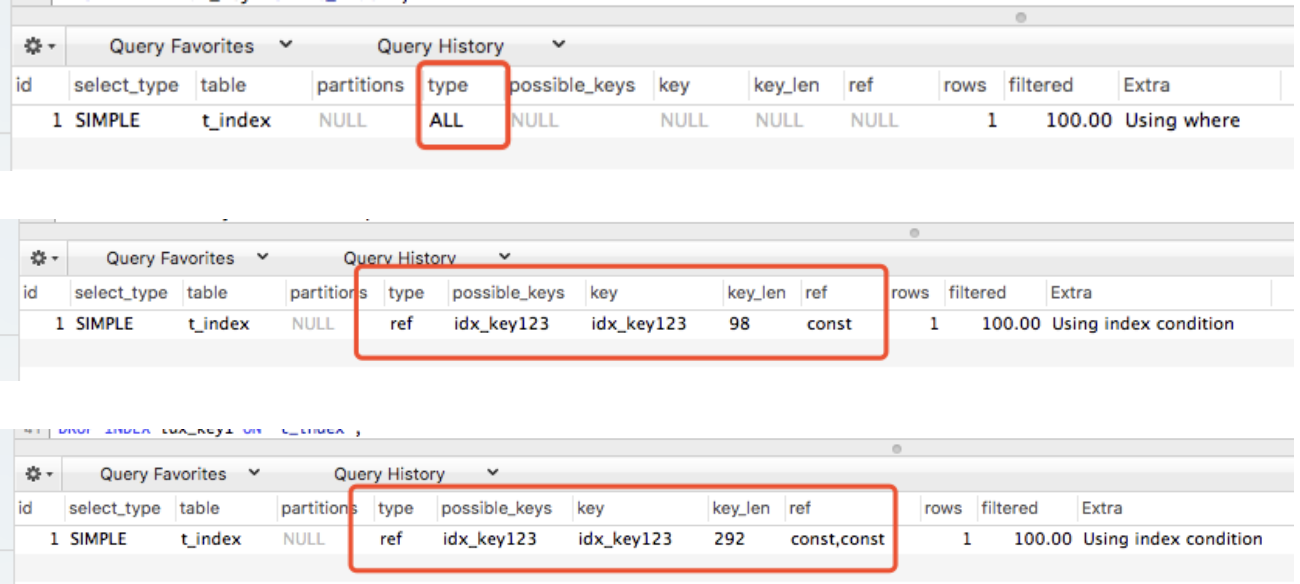 Query Favorites Query History
id select_type table partitions type possible_keys key key_len ref rows filtered Extra
1 SIMPLE t_index NULL ALL NULL NULL NULL NULL 1 100.00 Using where
Query Favorites Query History
id select_type table partitions type possible_keys key key_len ref rows filtered Extra
1 SIMPLE t_index NULL ref idx_key123 idx_key123 98 const 1 100.00 Using index condition
41 DROP INDEX idx_key1 ON `t_index`;
Query Favorites Query History
id select_type table partitions type possible_keys key key_len ref rows filtered Extra
1 SIMPLE t_index NULL ref idx_key123 idx_key123 292 const,const 1 100.00 Using index condition